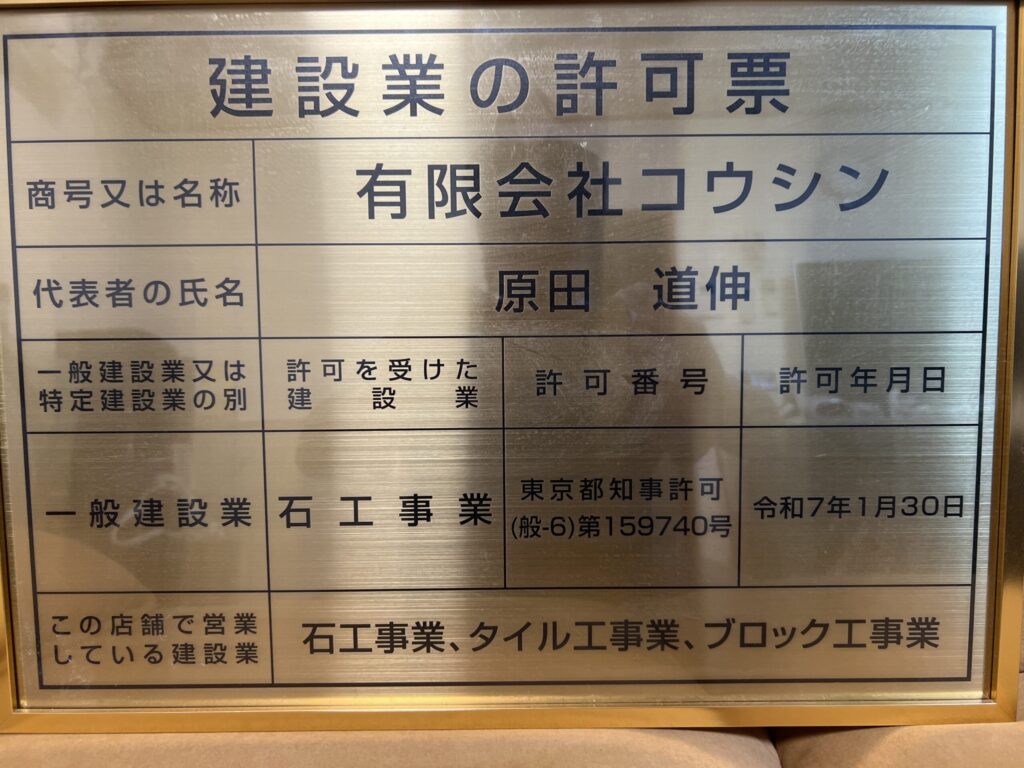 建設業の許可票
商号又は名称
有限会社コウシン
代表者の氏名
原田　道伸
一般建設業又は
特定建設業の別
許可を受けた
建設業
許可番号
許可年月日
一般建設業
石工事業
東京都知事許可
(般-6)第159740号
令和7年1月30日
この店舗で営業
している建設業
石工事業、タイル工事業、ブロック工事業